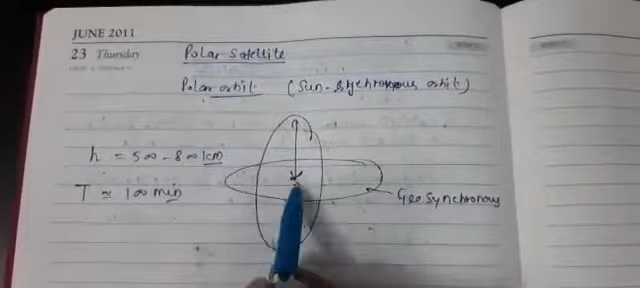 JUNE 2011
23 Thursday
Polar Satellite
Polar orbit (Sun-synchronous orbit)
h = 500 - 800 km
T ≈ 100 min
Geo Synchronous